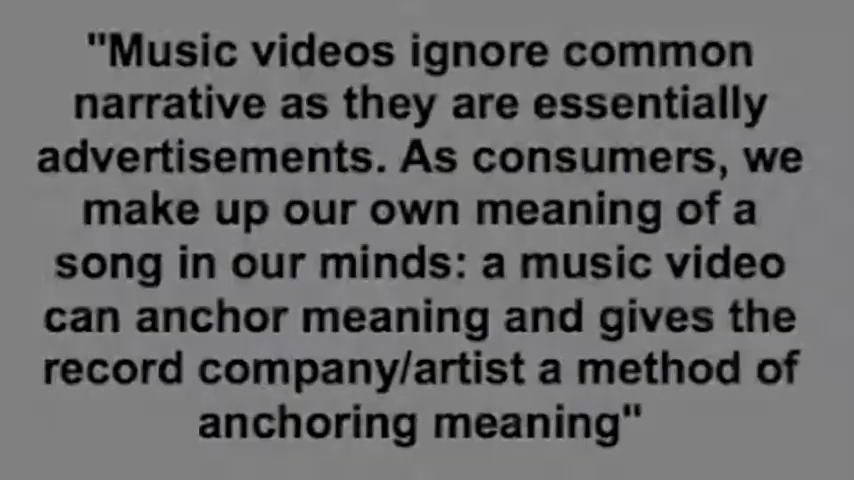 "Music videos ignore common
narrative as they are essentially
advertisements. As consumers, we
make up our own meaning of a
song in our minds: a music video
can anchor meaning and gives the
record company/artist a method of
anchoring meaning"